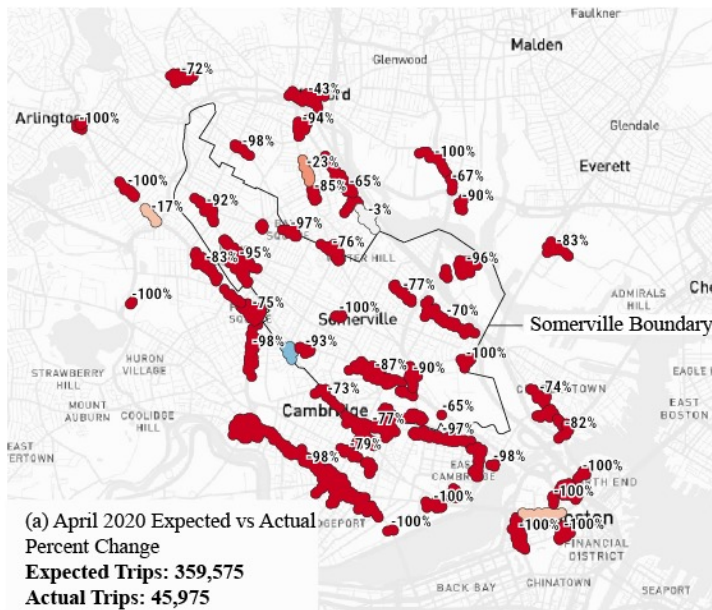 Faulkner
Glenwood
Malden
-72%
-43%
Arlington
-100%
-94%
Glendale
-98%
-100%
Everett
-23%
-65%
-67%
-100%
-85%
-90%
-17%
-92%
-3%
-97%
-96%
-83%
-76%
-83%
-95%
-77%
ADMIRALS
HILL
-100%
-75%
-100%
-70%
Somerville
Somerville Boundary
-98%
-93%
-100%
HURON
VILLAGE
STRAWBERRY
HILL
-87%
-90%
-74%
MOUNT
AUBURN
COOLIDGE
HILL
-73%
Cambridge
-65%
EAST
BOSTON
-77%
-97%
-82%
EAST
-79%
-98%
EAST
CAMBRIDGE
-98%
-100%
-100%
-100%
-100%
-100%
-100%
FINANCIAL
DISTRICT
CHINATOWN
BACK BAY
SEAPORT
(a) April 2020 Expected vs Actual
Percent Change
Expected Trips: 359,575
Actual Trips: 45,975